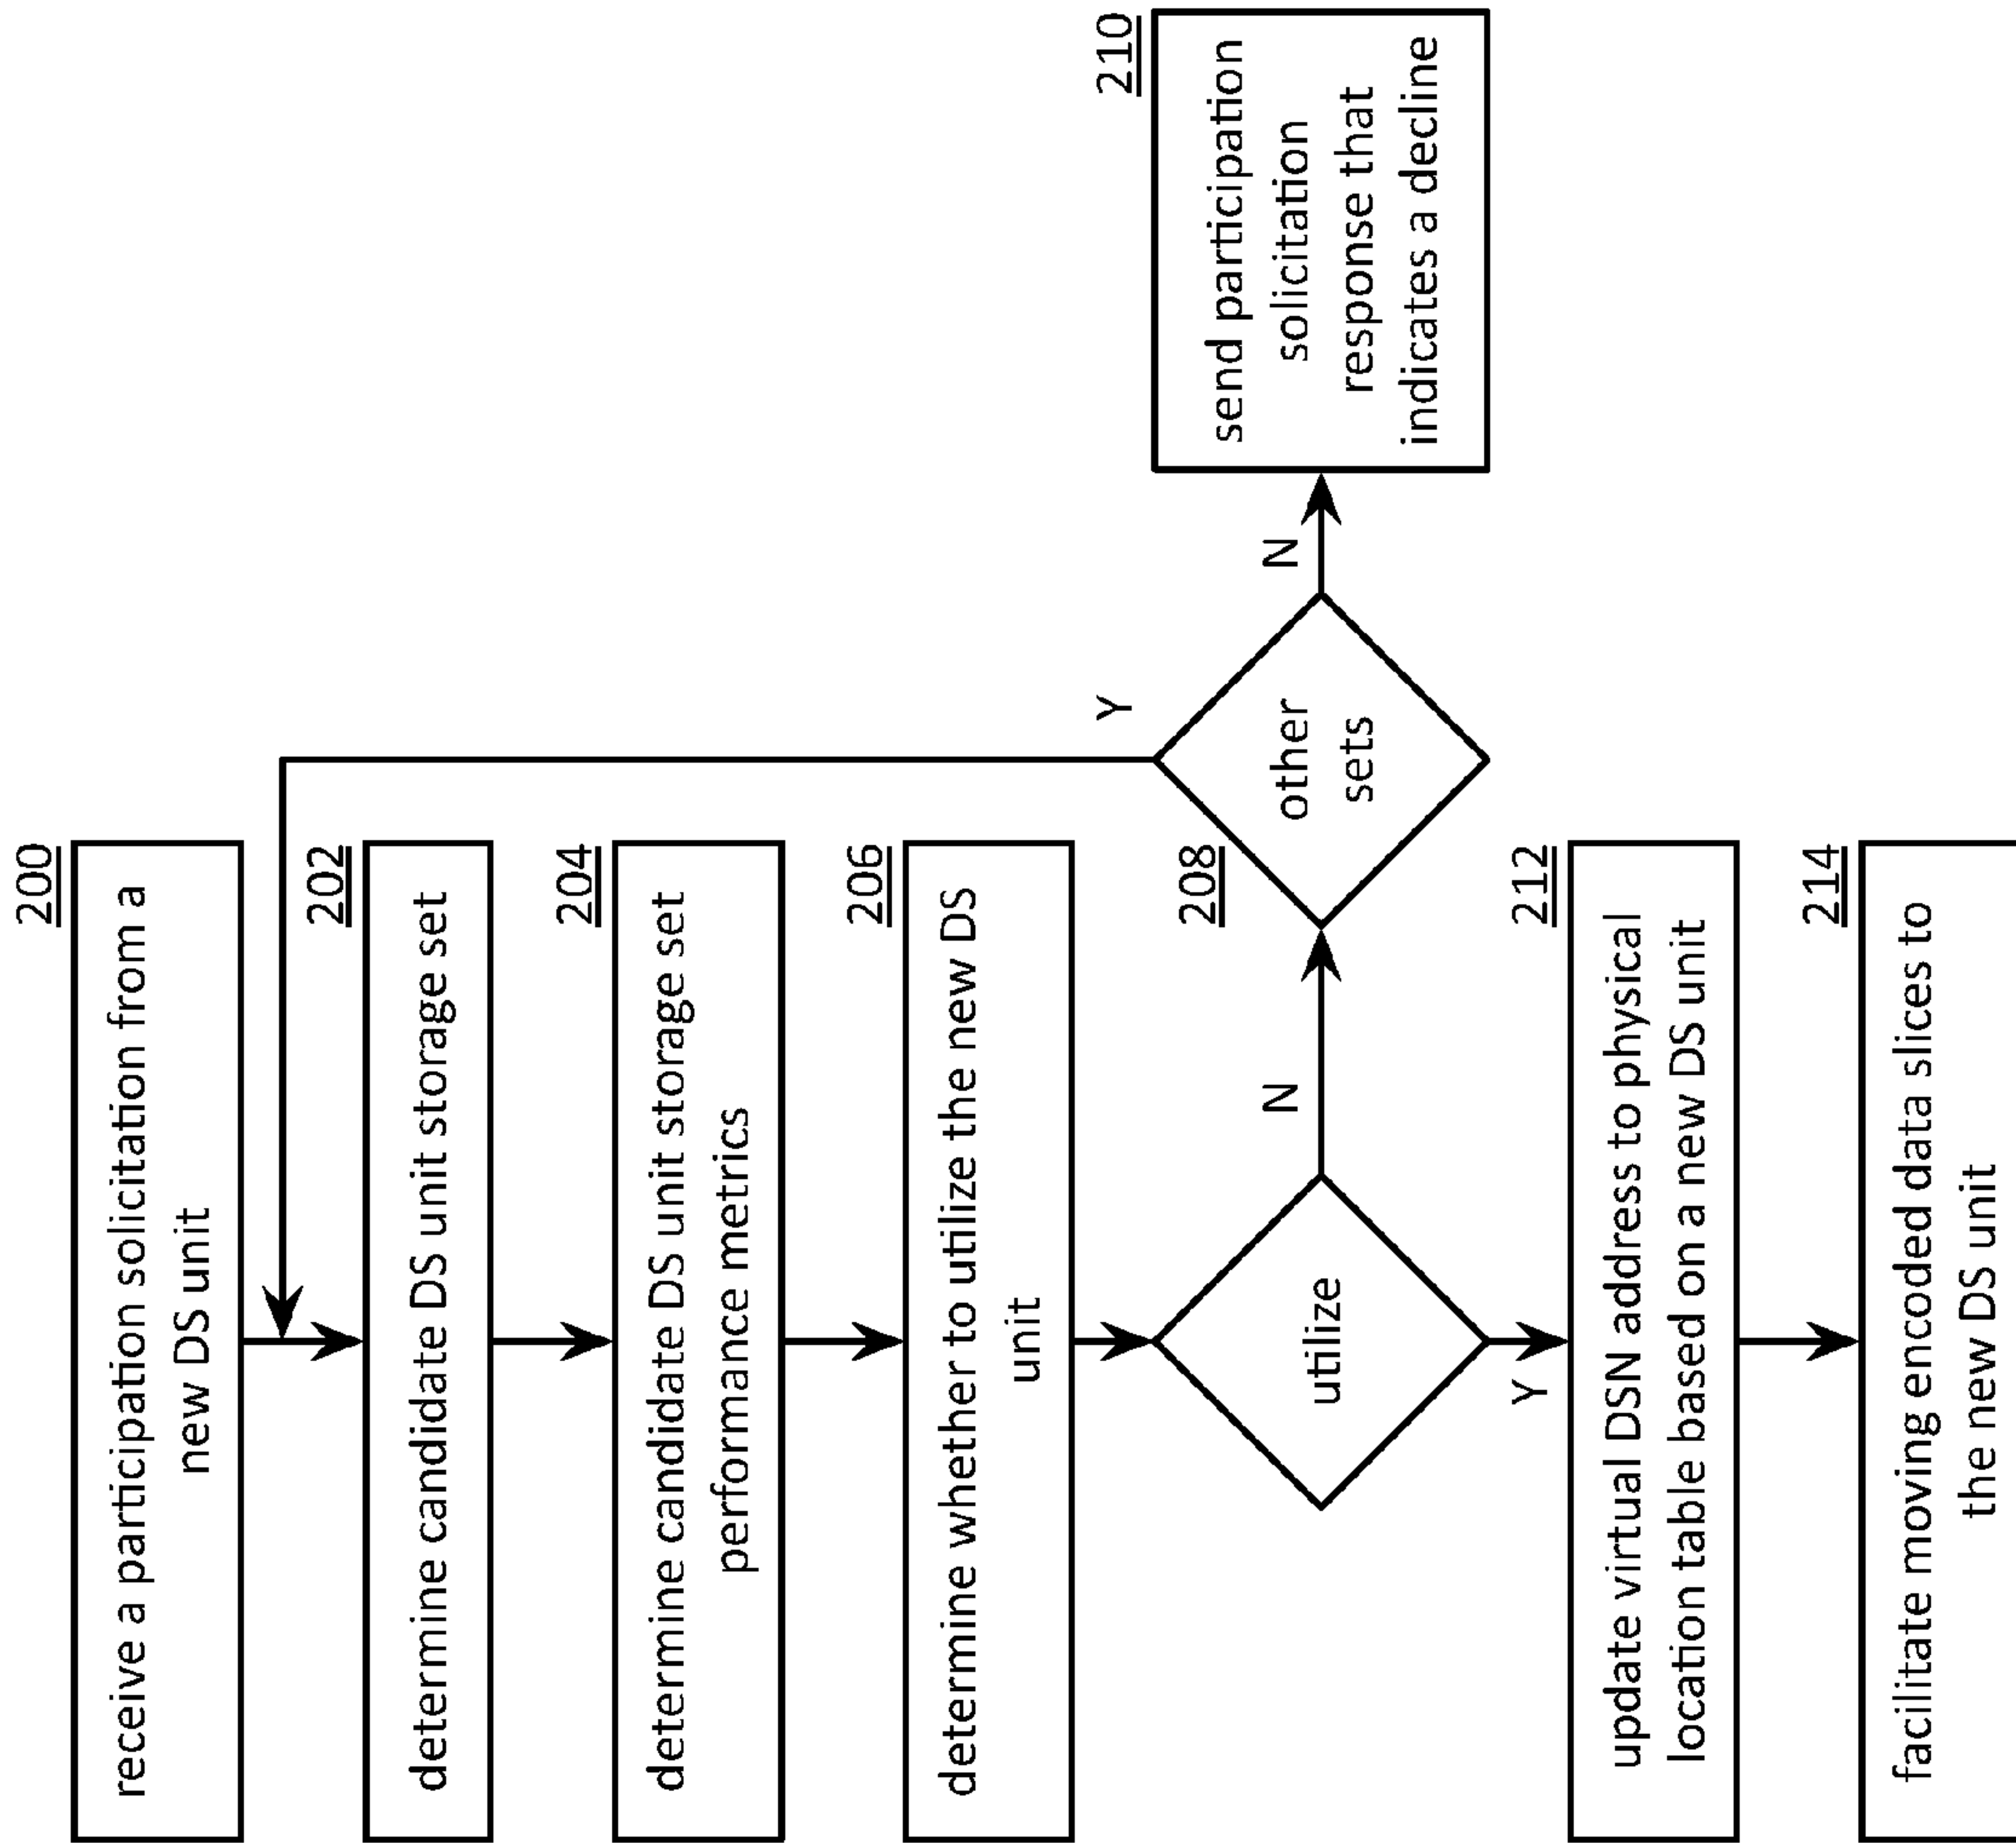 200
receive a participation solicitation from a
new DS unit
202
determine candidate DS unit storage set
204
determine candidate DS unit storage set
performance metrics
206
determine whether to utilize the new DS
unit
utilize
N
Y
208
other
sets
Y
N
210
send participation
solicitation
response that
indicates a decline
212
update virtual DSN address to physical
location table based on a new DS unit
214
facilitate moving encoded data slices to
the new DS unit